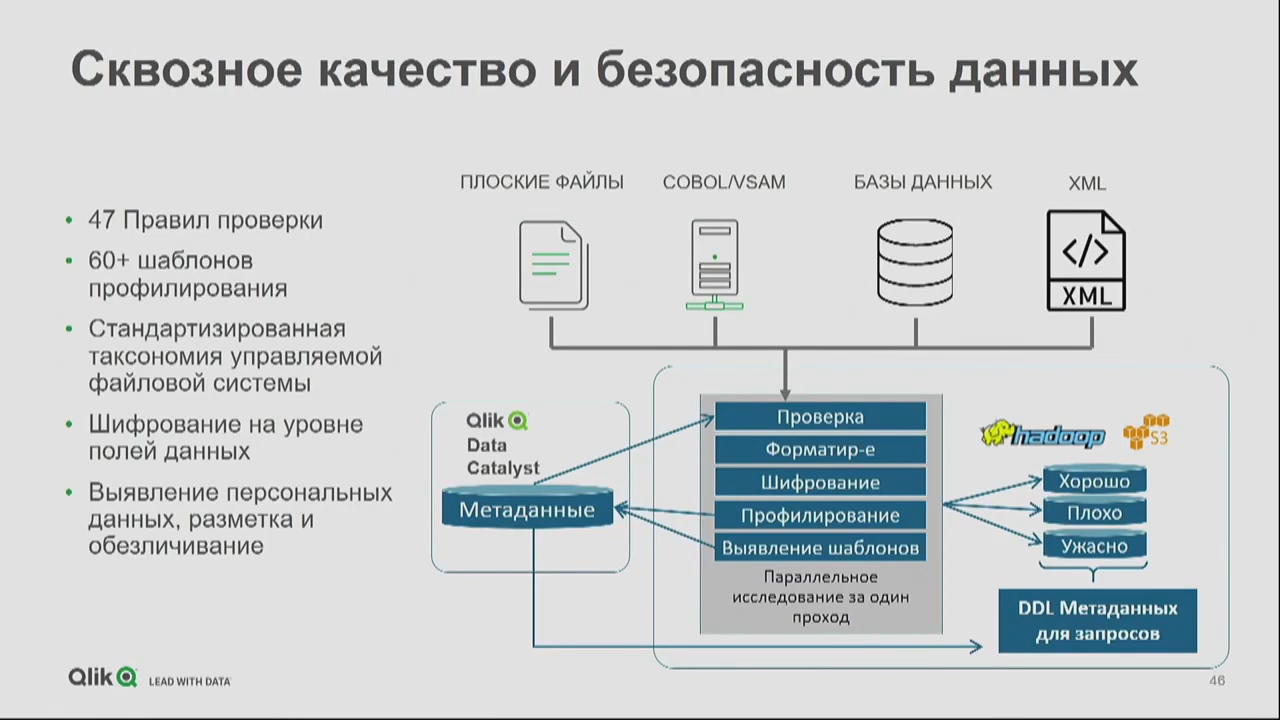 Сквозное качество и безопасность данных
ПЛОСКИЕ ФАЙЛЫ
COBOL/VSAM
БАЗЫ ДАННЫХ
XML
• 47 Правил проверки
• 60+ шаблонов
профилирования
• Стандартизированная
таксономия управляемой
файловой системы
• Шифрование на уровне
полей данных
• Выявление персональных
данных, разметка и
обезличивание
XML
Qlik
Data
Catalyst
Метаданные
Проверка
Форматир-е
Шифрование
Профилирование
Выявление шаблонов
Параллельное
исследование за один
проход
hadoop
S3
Хорошо
Плохо
Ужасно
DDL Метаданных
для запросов
Qlik LEAD WITH DATA
46